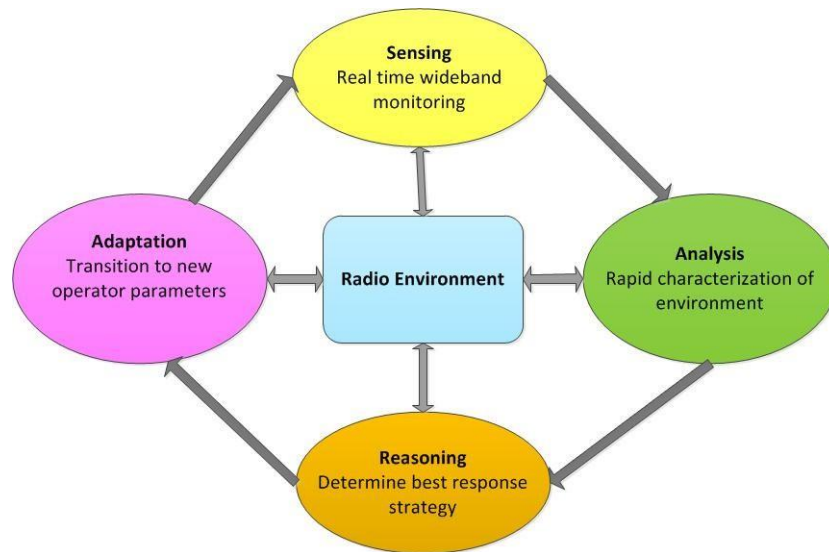 Sensing
Real time wideband
monitoring
Adaptation
Transition to new
operator parameters
Radio Environment
Analysis
Rapid characterization of
environment
Reasoning
Determine best response
strategy